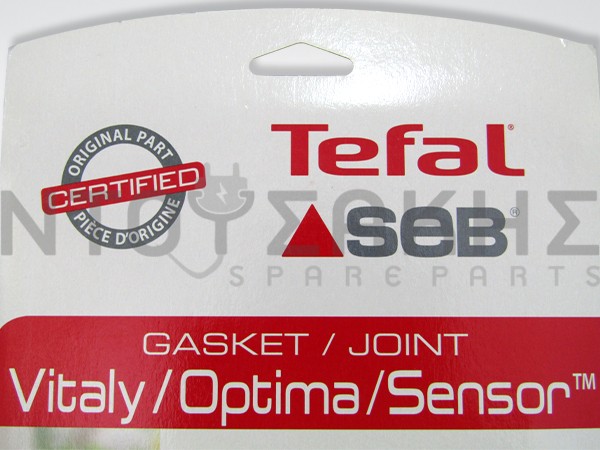 ORIGINAL PART
CERTIFIED
PIÈCE D'ORIGINE
Tefal®
SEB®
ΝΤΟΥΣΑΚΗΣ
SPARE PARTS
GASKET / JOINT
Vitaly/Optima/Sensor™